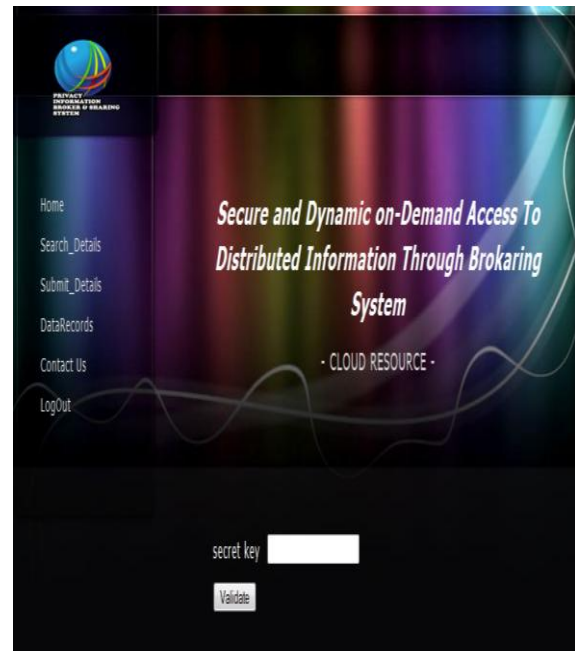 PRIVACY
INFORMATION
BROKER & SHARING
SYSTEM
Home
Search_Details
Submit_Details
DataRecords
Contact Us
LogOut
Secure and Dynamic on-Demand Access To
Distributed Information Through Brokaring
System
- CLOUD RESOURCE -
secret key
Validate